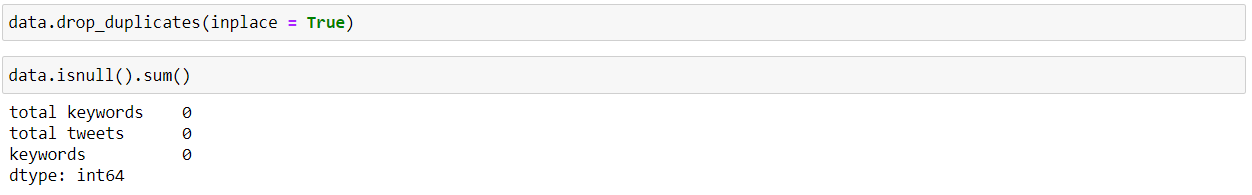 data.drop_duplicates(inplace = True)
data.isnull().sum()
total keywords    0
total tweets      0
keywords          0
dtype: int64